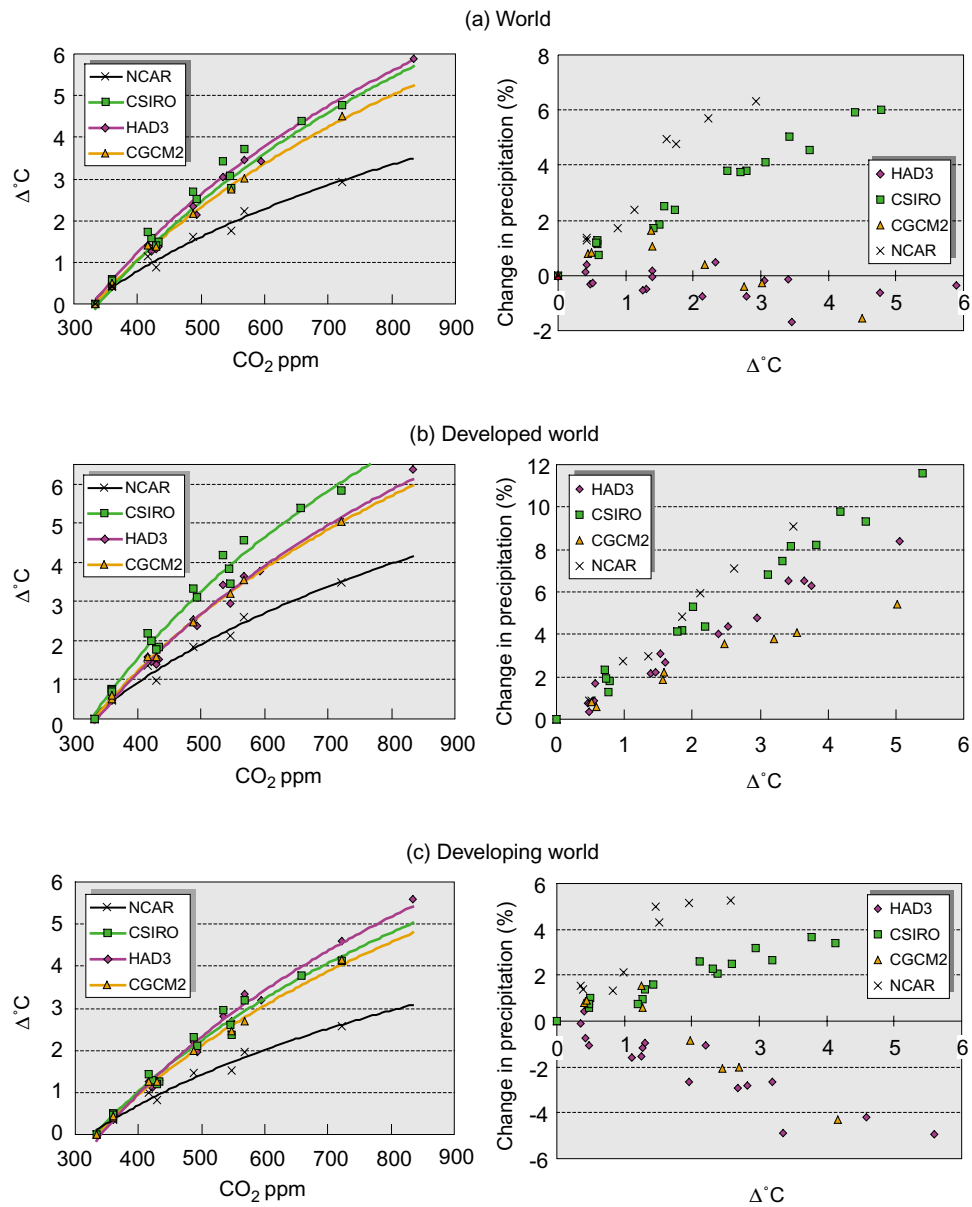 (a) World
6
5
4
3
2
1
0
300 400 500 600 700 800 900
Δ°C
CO₂ ppm
NCAR
CSIRO
HAD3
CGCM2
8
6
4
2
0
-2
0 1 2 3 4 5 6
Change in precipitation (%)
Δ°C
HAD3
CSIRO
CGCM2
NCAR
(b) Developed world
6
5
4
3
2
1
0
300 400 500 600 700 800 900
Δ°C
CO₂ ppm
NCAR
CSIRO
HAD3
CGCM2
12
10
8
6
4
2
0
0 1 2 3 4 5 6
Change in precipitation (%)
Δ°C
HAD3
CSIRO
CGCM2
NCAR
(c) Developing world
6
5
4
3
2
1
0
300 400 500 600 700 800 900
Δ°C
CO₂ ppm
NCAR
CSIRO
HAD3
CGCM2
6
4
2
0
-2
-4
-6
0 1 2 3 4 5 6
Change in precipitation (%)
Δ°C
HAD3
CSIRO
CGCM2
NCAR